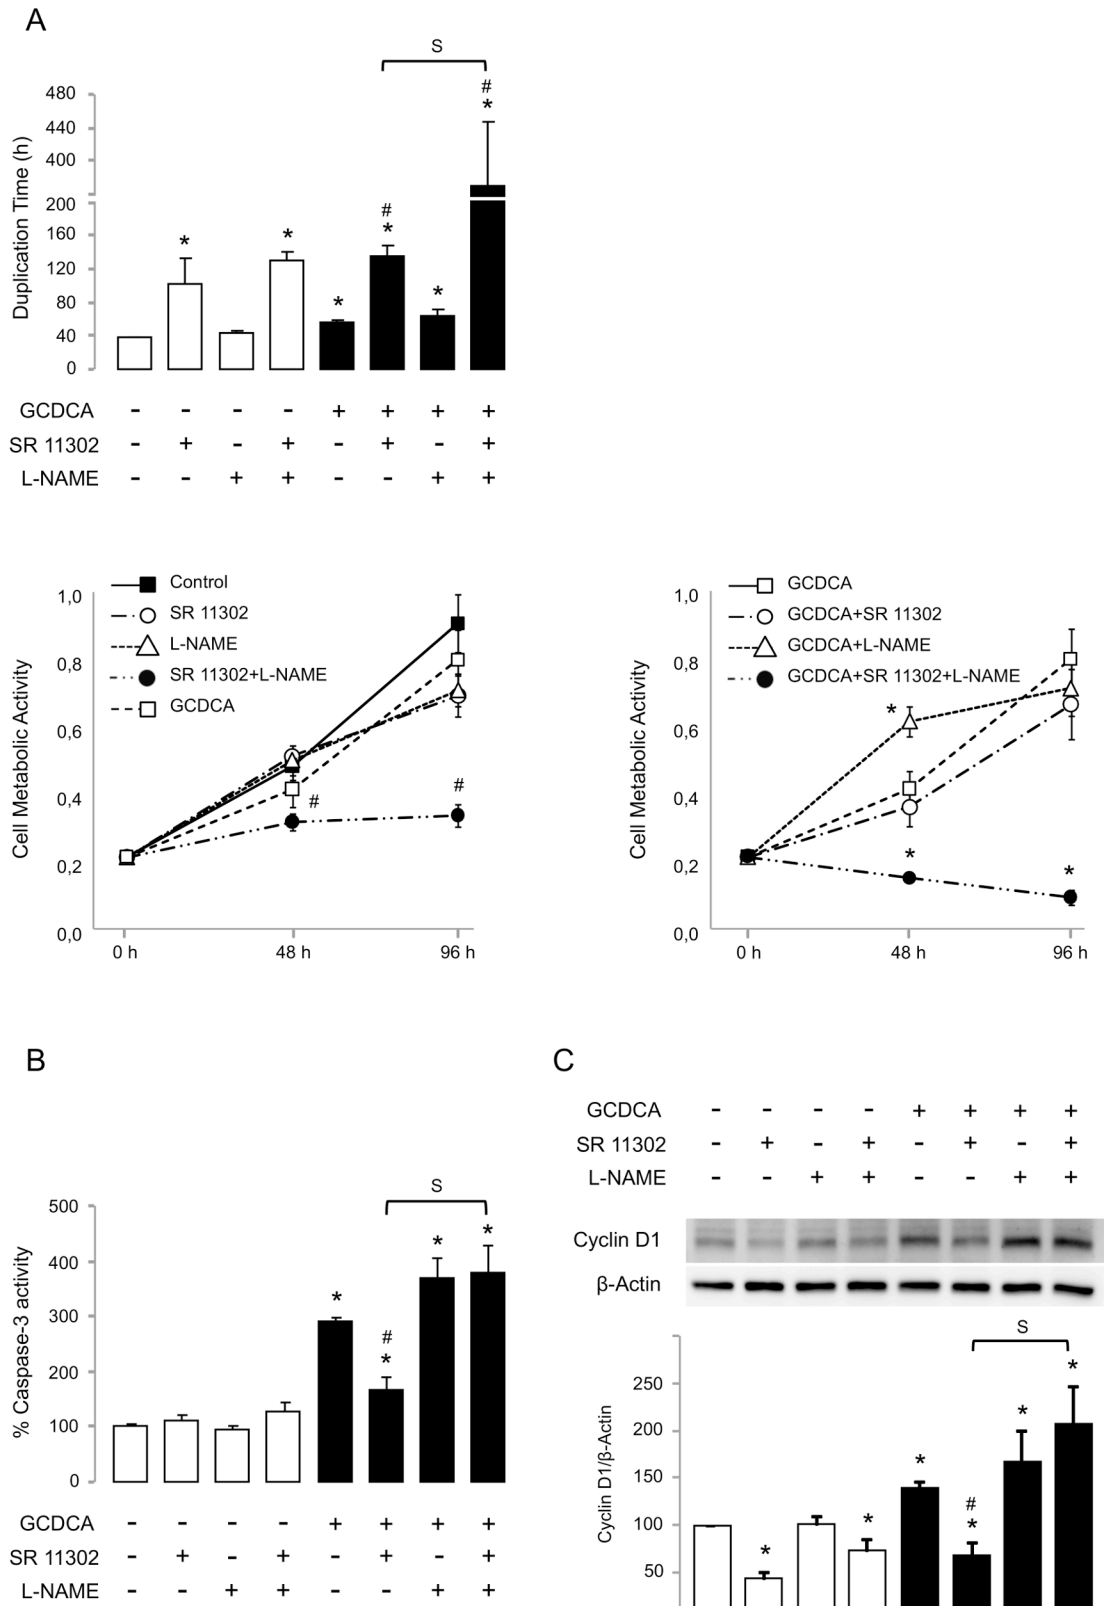 A
S
480
440
400
200
160
120
80
40
0
Duplication Time (h)
* * * # * * # *
GCDCA - - - - + + + +
SR 11302 - + - + - + - +
L-NAME - - + + - - + +
Control
SR 11302
L-NAME
SR 11302+L-NAME
GCDCA
1,0
0,8
0,6
0,4
0,2
0,0
Cell Metabolic Activity
# #
0 h 48 h 96 h
GCDCA
GCDCA+SR 11302
GCDCA+L-NAME
GCDCA+SR 11302+L-NAME
1,0
0,8
0,6
0,4
0,2
0,0
Cell Metabolic Activity
* * *
0 h 48 h 96 h
B
S
500
400
300
200
100
0
% Caspase-3 activity
* # * * *
GCDCA - - - - + + + +
SR 11302 - + - + - + - +
L-NAME - - + + - - + +
C
GCDCA - - - - + + + +
SR 11302 - + - + - + - +
L-NAME - - + + - - + +
Cyclin D1
β-Actin
S
250
200
150
100
50
Cyclin D1/β-Actin
* * * # * * *